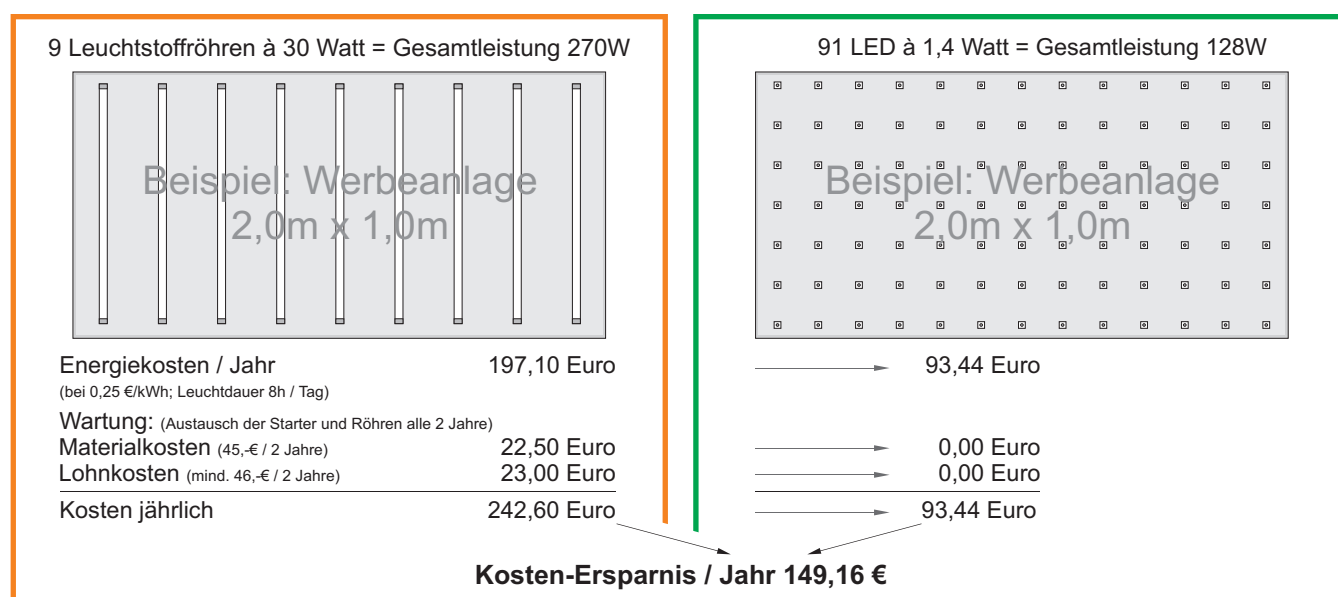 9 Leuchtstoffröhren à 30 Watt = Gesamtleistung 270W
Beispiel: Werbeanlage
2,0m x 1,0m
Energiekosten / Jahr 197,10 Euro
(bei 0,25 €/kWh; Leuchtdauer 8h / Tag)
Wartung: (Austausch der Starter und Röhren alle 2 Jahre)
Materialkosten (45,-€ / 2 Jahre) 22,50 Euro
Lohnkosten (mind. 46,-€ / 2 Jahre) 23,00 Euro
Kosten jährlich 242,60 Euro
91 LED à 1,4 Watt = Gesamtleistung 128W
Beispiel: Werbeanlage
2,0m x 1,0m
93,44 Euro
0,00 Euro
0,00 Euro
93,44 Euro
Kosten-Ersparnis / Jahr 149,16 €